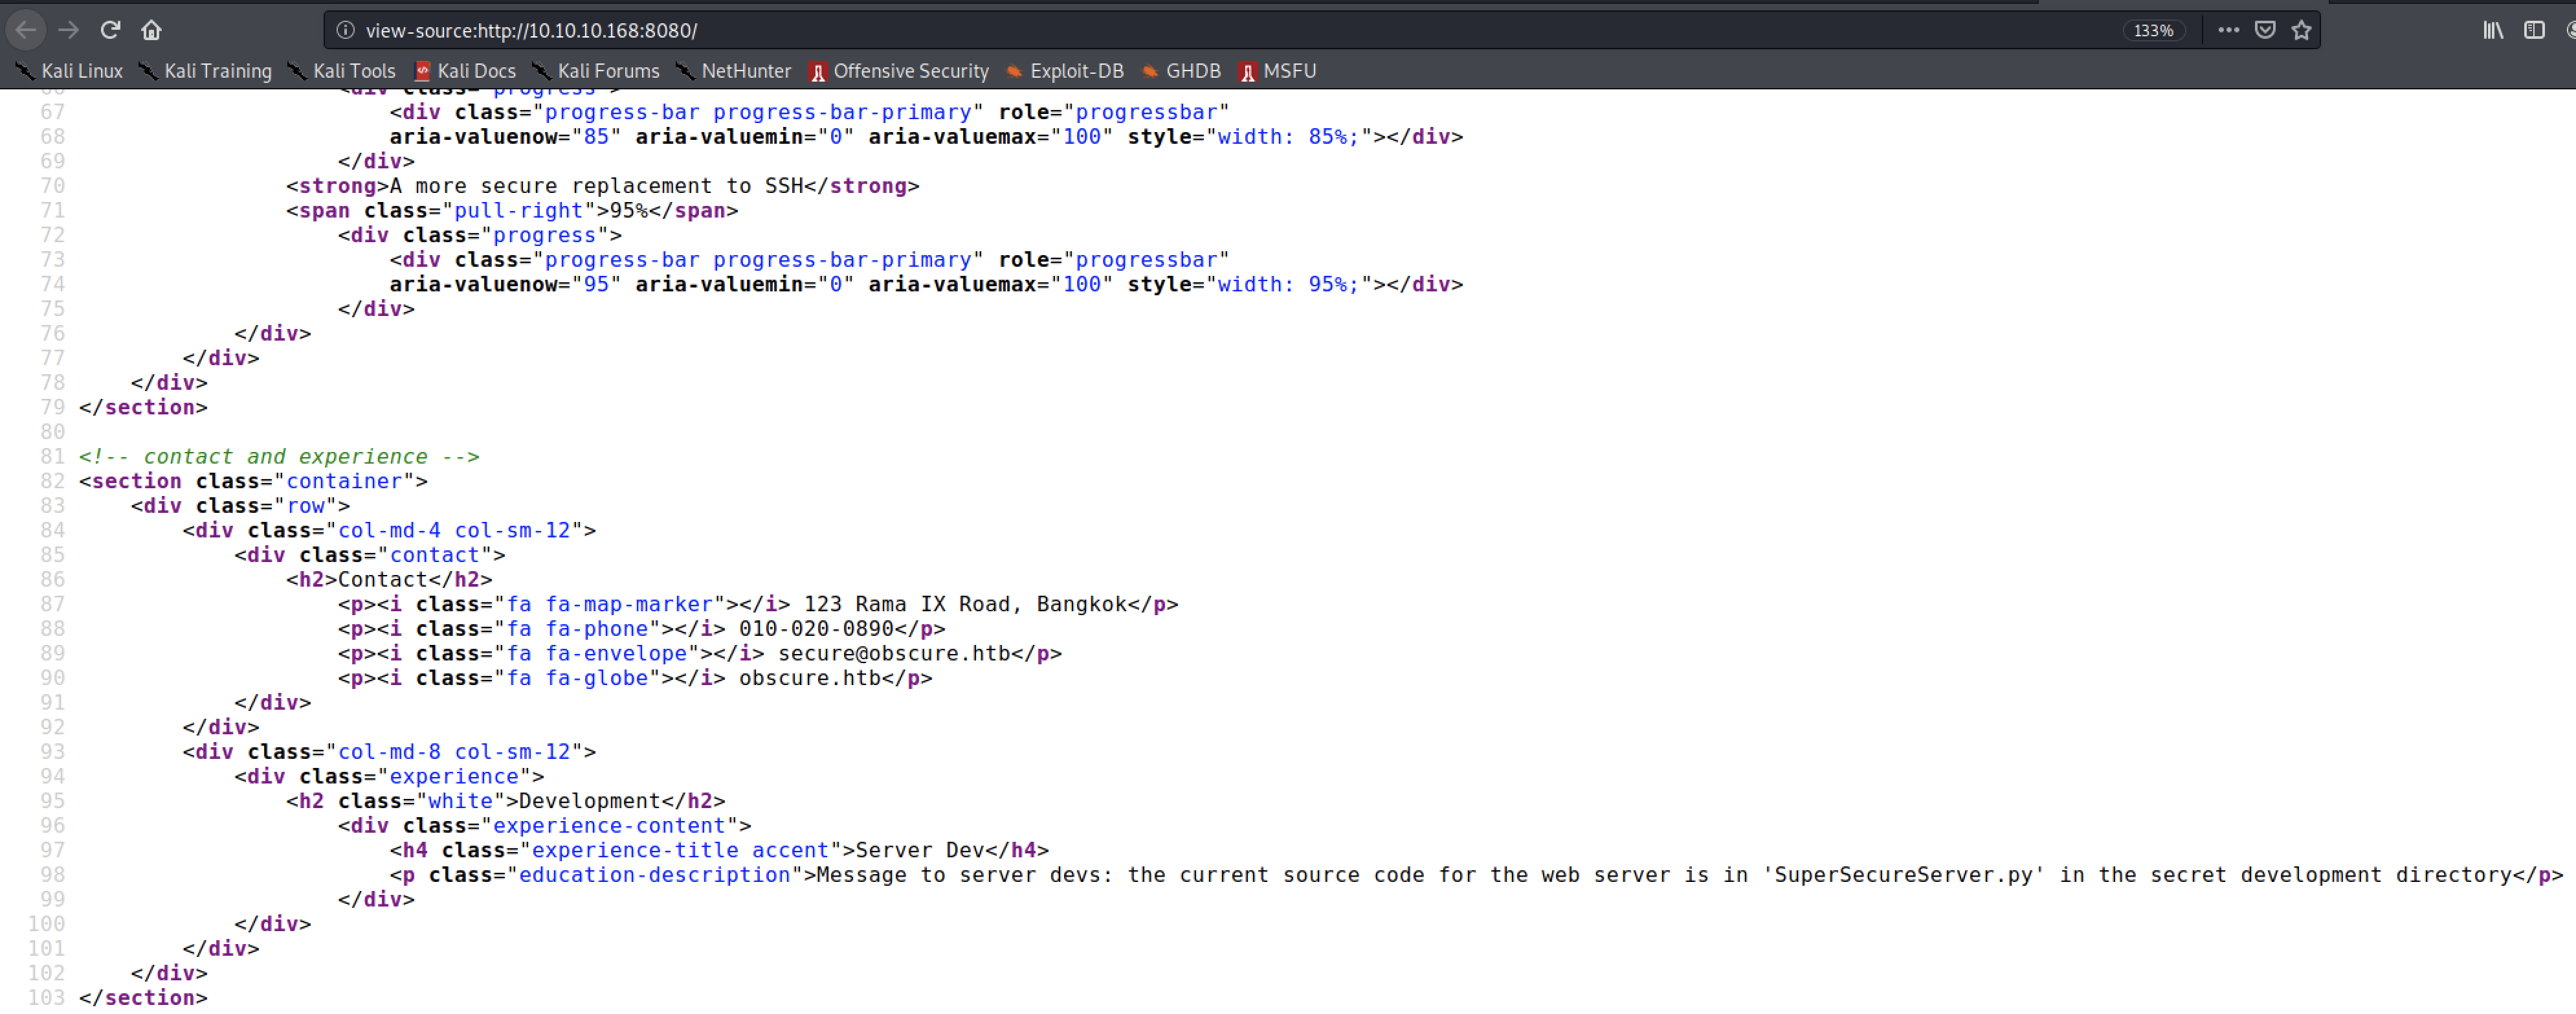 view-source:http://10.10.10.168:8080/
133%
Kali Linux Kali Training Kali Tools Kali Docs Kali Forums NetHunter Offensive Security Exploit-DB GHDB MSFU
66 <div class="progress">
67 <div class="progress-bar progress-bar-primary" role="progressbar"
68 aria-valuenow="85" aria-valuemin="0" aria-valuemax="100" style="width: 85%;"></div>
69 </div>
70 <strong>A more secure replacement to SSH</strong>
71 <span class="pull-right">95%</span>
72 <div class="progress">
73 <div class="progress-bar progress-bar-primary" role="progressbar"
74 aria-valuenow="95" aria-valuemin="0" aria-valuemax="100" style="width: 95%;"></div>
75 </div>
76 </div>
77 </div>
78 </div>
79 </section>
80
81 <!-- contact and experience -->
82 <section class="container">
83 <div class="row">
84 <div class="col-md-4 col-sm-12">
85 <div class="contact">
86 <h2>Contact</h2>
87 <p><i class="fa fa-map-marker"></i> 123 Rama IX Road, Bangkok</p>
88 <p><i class="fa fa-phone"></i> 010-020-0890</p>
89 <p><i class="fa fa-envelope"></i> secure@obscure.htb</p>
90 <p><i class="fa fa-globe"></i> obscure.htb</p>
91 </div>
92 </div>
93 <div class="col-md-8 col-sm-12">
94 <div class="experience">
95 <h2 class="white">Development</h2>
96 <div class="experience-content">
97 <h4 class="experience-title accent">Server Dev</h4>
98 <p class="education-description">Message to server devs: the current source code for the web server is in 'SuperSecureServer.py' in the secret development directory</p>
99 </div>
100 </div>
101 </div>
102 </div>
103 </section>